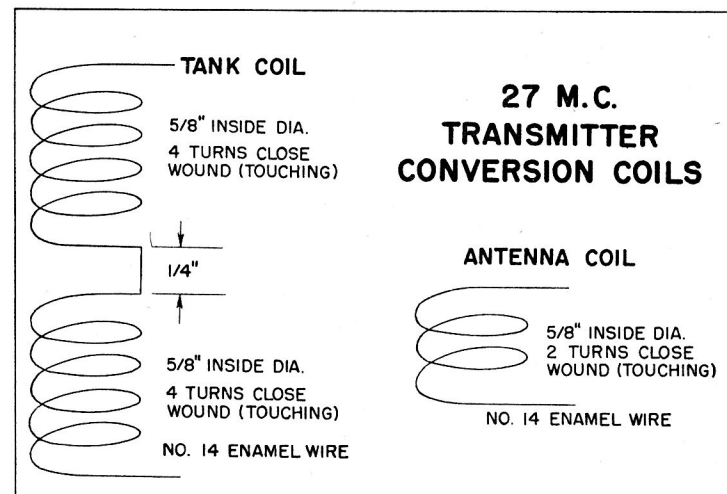 TANK COIL
5/8" INSIDE DIA.
4 TURNS CLOSE
WOUND (TOUCHING)
1/4"
5/8" INSIDE DIA.
4 TURNS CLOSE
WOUND (TOUCHING)
NO. 14 ENAMEL WIRE
27 M.C.
TRANSMITTER
CONVERSION COILS
ANTENNA COIL
5/8" INSIDE DIA.
2 TURNS CLOSE
WOUND (TOUCHING)
NO. 14 ENAMEL WIRE